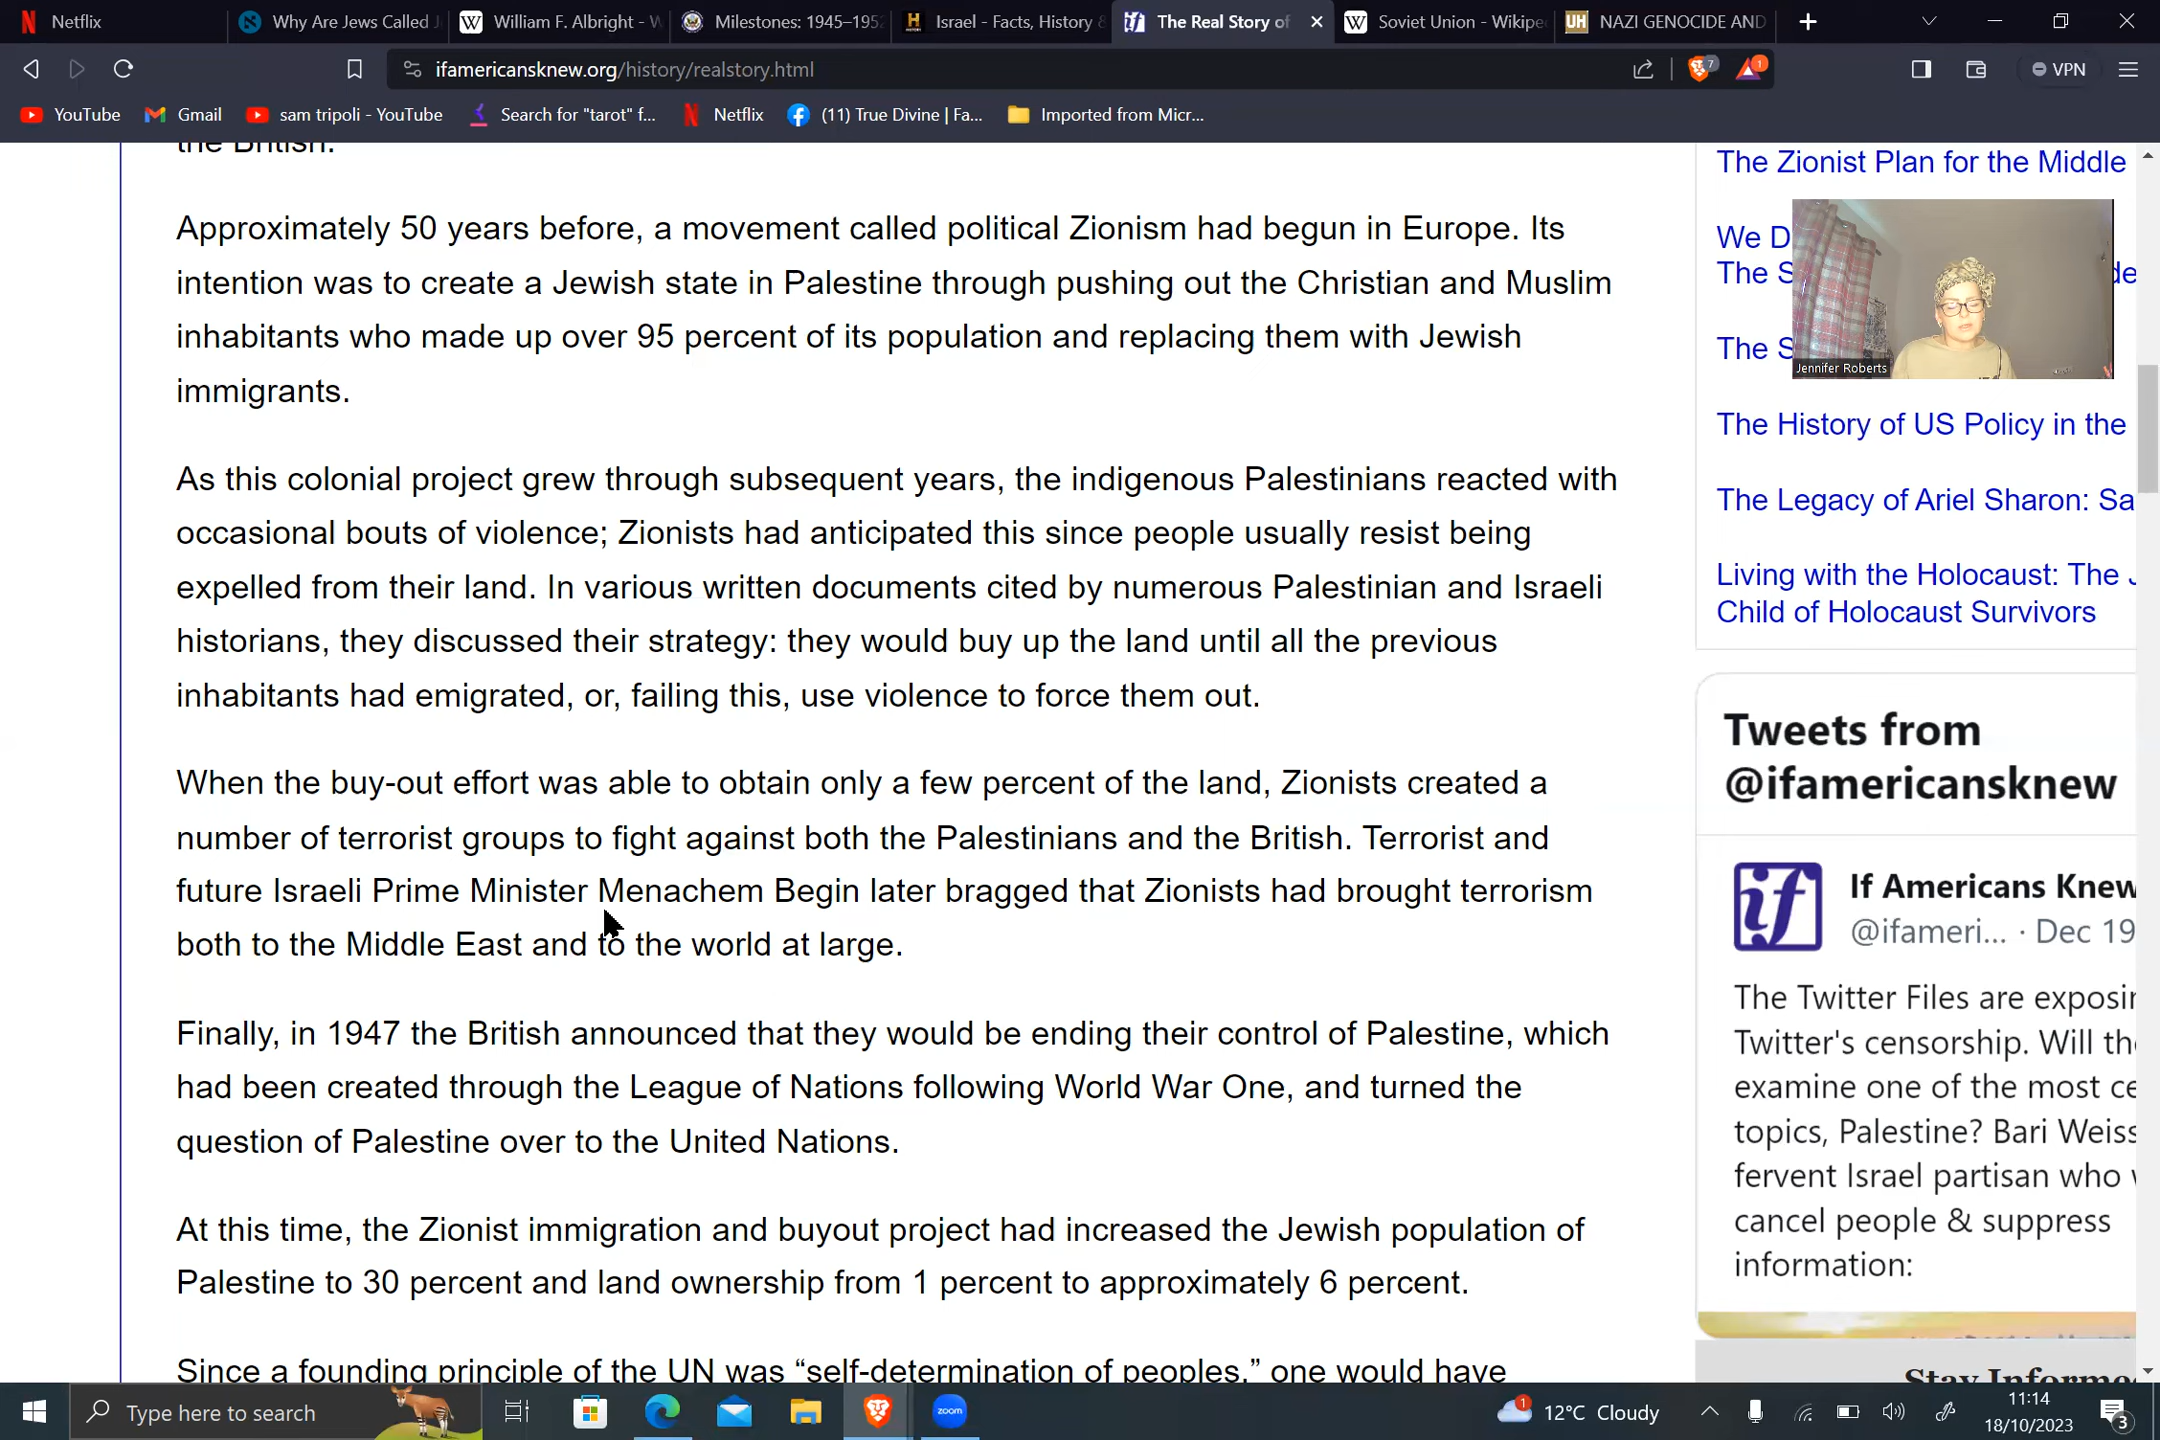 Netflix
Why Are Jews Called J
William F. Albright - W
Milestones: 1945–1952
Israel - Facts, History &
The Real Story of
Soviet Union - Wikipe
NAZI GENOCIDE AND
ifamericansknew.org/history/realstory.html
7
1
VPN
YouTube
Gmail
sam tripoli - YouTube
Search for "tarot" f...
Netflix
(11) True Divine | Fa...
Imported from Micr...
the British.
Approximately 50 years before, a movement called political Zionism had begun in Europe. Its
intention was to create a Jewish state in Palestine through pushing out the Christian and Muslim
inhabitants who made up over 95 percent of its population and replacing them with Jewish
immigrants.
As this colonial project grew through subsequent years, the indigenous Palestinians reacted with
occasional bouts of violence; Zionists had anticipated this since people usually resist being
expelled from their land. In various written documents cited by numerous Palestinian and Israeli
historians, they discussed their strategy: they would buy up the land until all the previous
inhabitants had emigrated, or, failing this, use violence to force them out.
When the buy-out effort was able to obtain only a few percent of the land, Zionists created a
number of terrorist groups to fight against both the Palestinians and the British. Terrorist and
future Israeli Prime Minister Menachem Begin later bragged that Zionists had brought terrorism
both to the Middle East and to the world at large.
Finally, in 1947 the British announced that they would be ending their control of Palestine, which
had been created through the League of Nations following World War One, and turned the
question of Palestine over to the United Nations.
At this time, the Zionist immigration and buyout project had increased the Jewish population of
Palestine to 30 percent and land ownership from 1 percent to approximately 6 percent.
Since a founding principle of the UN was “self-determination of peoples,” one would have
The Zionist Plan for the Middle
We D
The S
The S
Jennifer Roberts
The History of US Policy in the
The Legacy of Ariel Sharon: Sa
Living with the Holocaust: The J
Child of Holocaust Survivors
Tweets from
@ifamericansknew
if
If Americans Knew
@ifameri... · Dec 19
The Twitter Files are exposin
Twitter's censorship. Will the
examine one of the most ce
topics, Palestine? Bari Weiss
fervent Israel partisan who w
cancel people & suppress
information:
Stay Informe
Type here to search
zoom
1
12°C Cloudy
11:14
18/10/2023
3